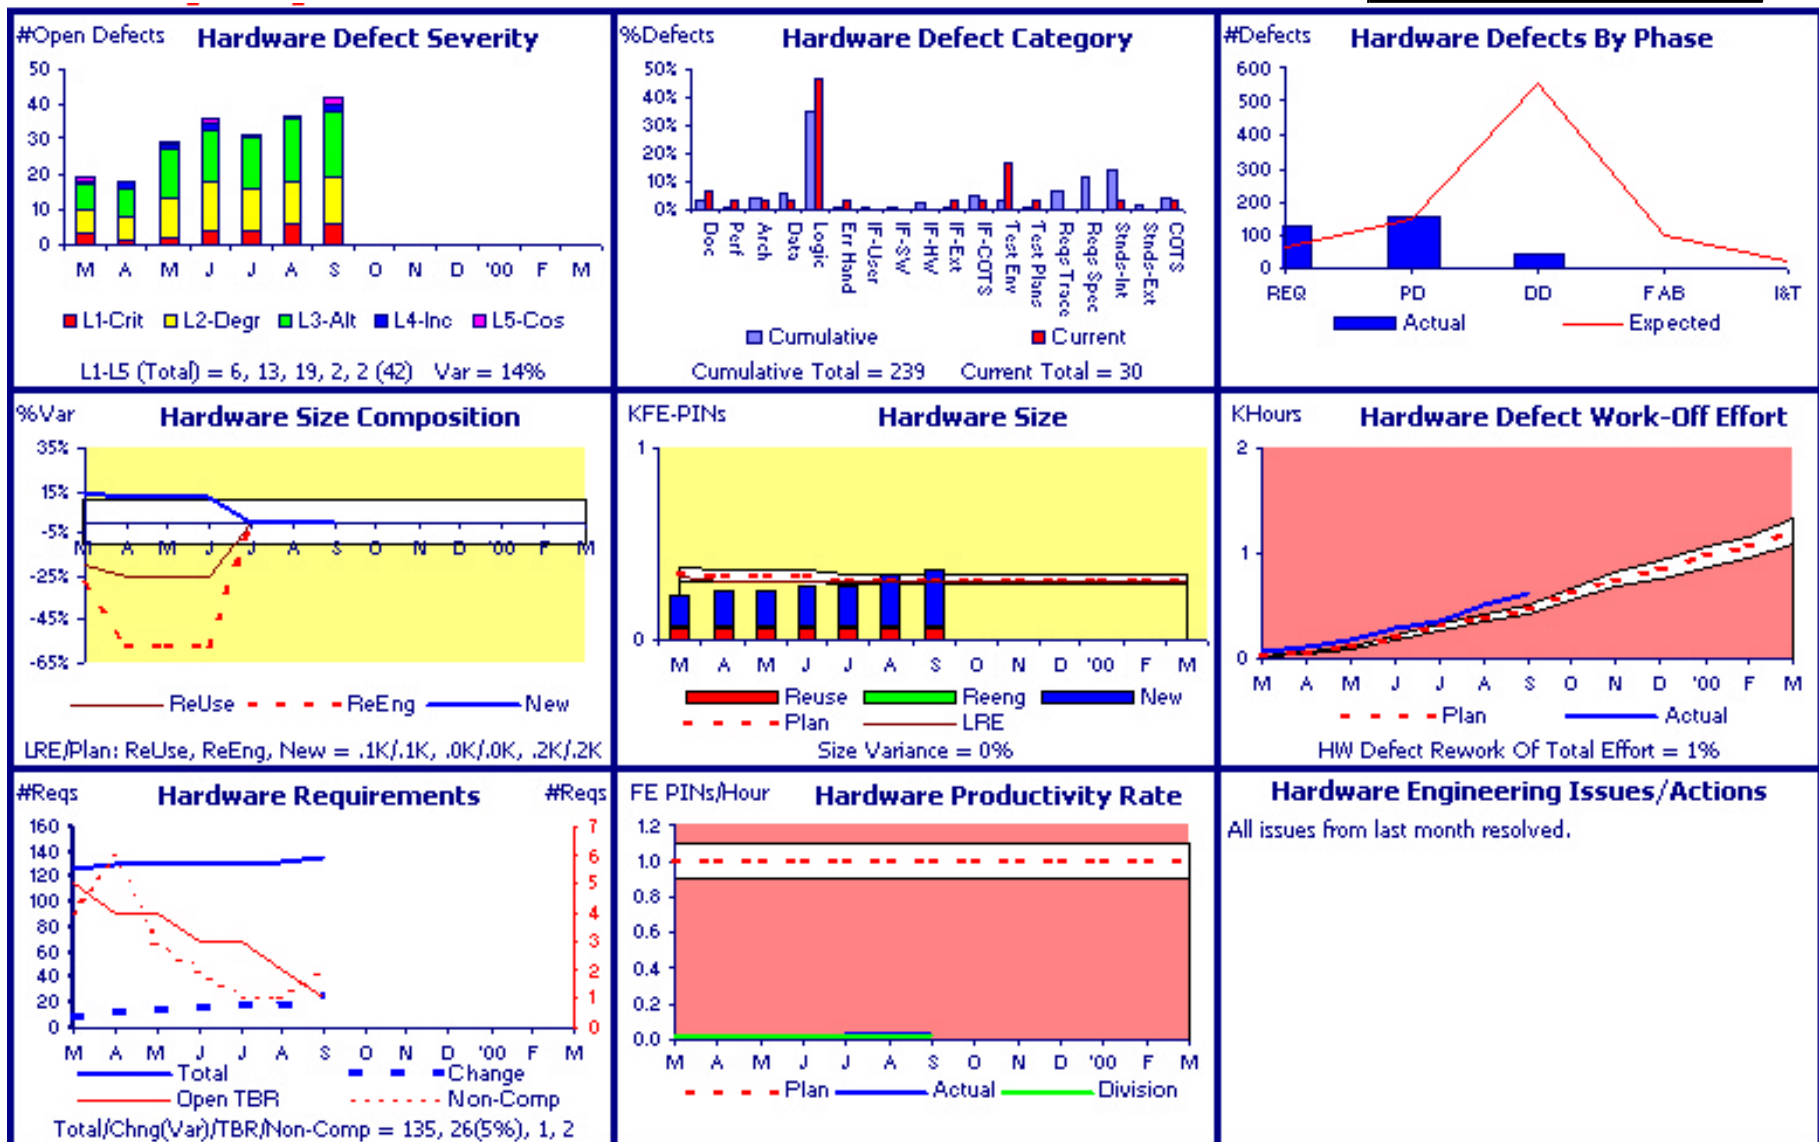 #Open Defects Hardware Defect Severity
50
40
30
20
10
0
M A M J J A S O N D '00 F M
L1-Crit L2-Degr L3-Alt L4-Inc L5-Cos
L1-L5 (Total) = 6, 13, 19, 2, 2 (42) Var = 14%
%Defects Hardware Defect Category
50%
40%
30%
20%
10%
0%
Doc
Perf
Arch
Data
Logic
Err Hand
IF-User
IF-SW
IF-HW
IF-Ext
IF-COTS
Test Env
Test Plans
Reqs Trace
Reqs Spec
Stnds-Int
Stnds-Ext
COTS
Cumulative Current
Cumulative Total = 239 Current Total = 30
#Defects Hardware Defects By Phase
600
500
400
300
200
100
0
REQ PD DD FAB I&T
Actual Expected
%Var Hardware Size Composition
35%
15%
-5%
M A M J J A S O N D '00 F M
-25%
-45%
-65%
ReUse ReEng New
LRE/Plan: ReUse, ReEng, New = .1K/.1K, .0K/.0K, .2K/.2K
KFE-PINs Hardware Size
1
0
M A M J J A S O N D '00 F M
Reuse Reeng New
Plan LRE
Size Variance = 0%
KHours Hardware Defect Work-Off Effort
2
1
0
M A M J J A S O N D '00 F M
Plan Actual
HW Defect Rework Of Total Effort = 1%
#Reqs Hardware Requirements #Reqs
160 7
140 6
120 5
100 4
80 3
60 2
40 1
20 0
0
M A M J J A S O N D '00 F M
Total Change
Open TBR Non-Comp
Total/Chng(Var)/TBR/Non-Comp = 135, 26(5%), 1, 2
FE PINs/Hour Hardware Productivity Rate
1.2
1.0
0.8
0.6
0.4
0.2
0.0
M A M J J A S O N D '00 F M
Plan Actual Division
Hardware Engineering Issues/Actions
All issues from last month resolved.